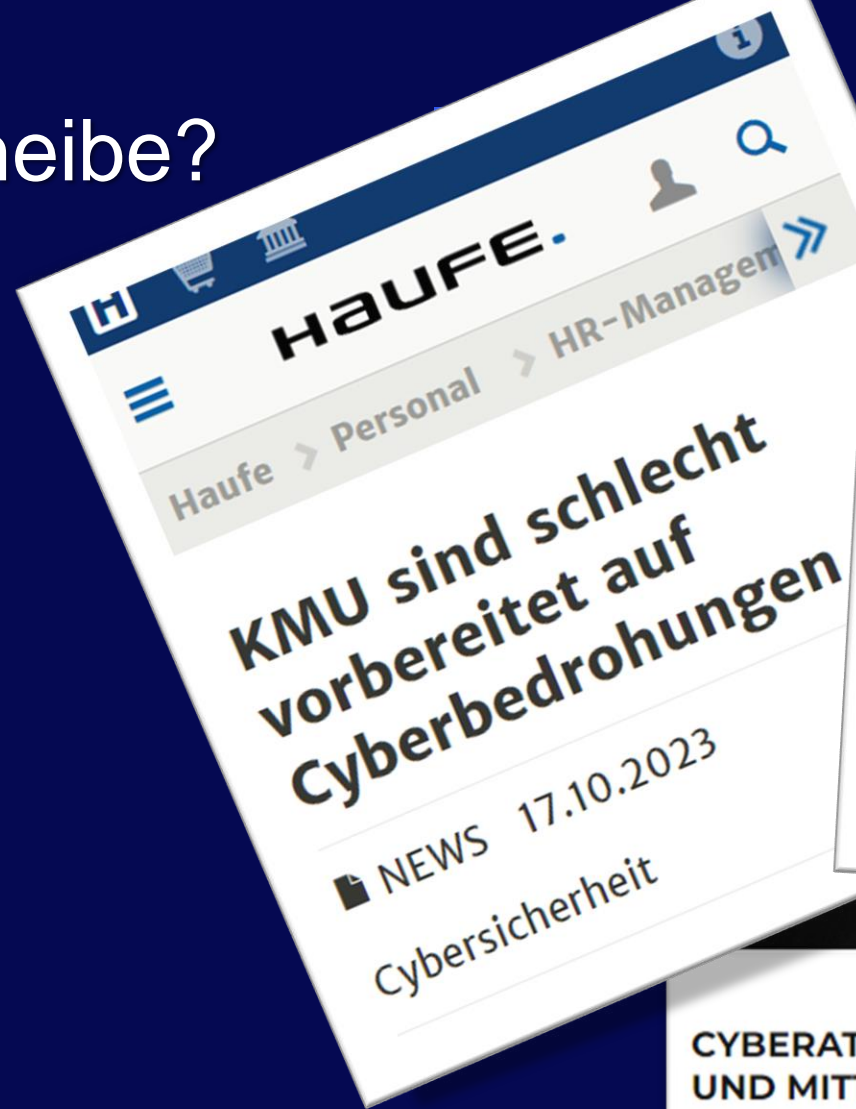 eibe?
H
HAUFE.
Haufe > Personal > HR-Managem
KMU sind schlecht
vorbereitet auf
Cyberbedrohungen
NEWS 17.10.2023
Cybersicherheit
CYBERAT
UND MIT